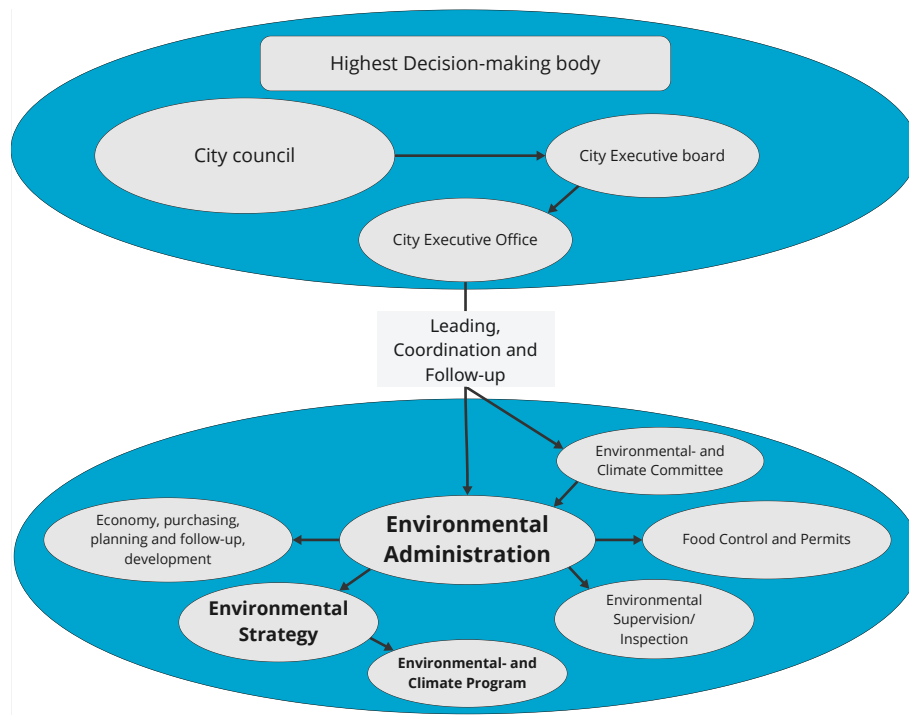 Highest Decision-making body
City council
City Executive board
City Executive Office
Leading,
Coordination and
Follow-up
Environmental- and
Climate Committee
Economy, purchasing,
planning and follow-up,
development
Environmental
Administration
Food Control and Permits
Environmental
Strategy
Environmental
Supervision/
Inspection
Environmental- and
Climate Program